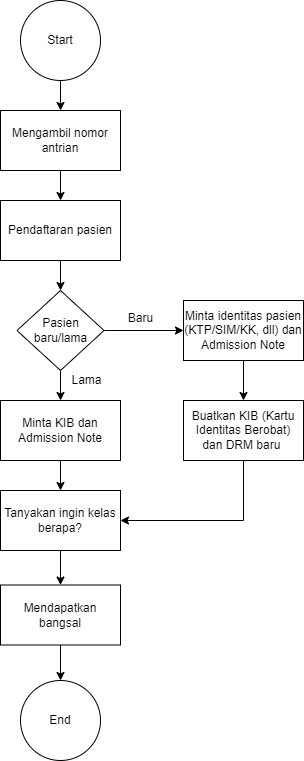 Start
Mengambil nomor
antrian
Pendaftaran pasien
Pasien
baru/lama
Baru
Minta identitas pasien
(KTP/SIM/KK, dll) dan
Admission Note
Lama
Minta KIB dan
Admission Note
Buatkan KIB (Kartu
Identitas Berobat)
dan DRM baru
Tanyakan ingin kelas
berapa?
Mendapatkan
bangsal
End